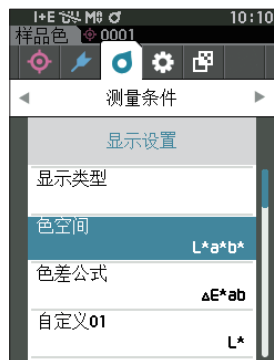 I+E M0 10:10
样品色 0001
测量条件
显示设置
显示类型
色空间
L*a*b*
色差公式
ΔE*ab
自定义01
L*